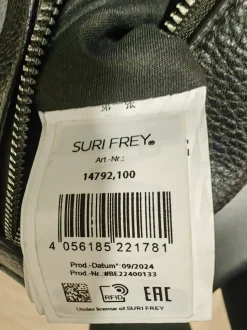 SURI FREY®
Art.-Nr.:
14792,100
4 056185 221781
Prod.-Datum* 09/2024
Prod.-Nr.:#BE22400133
RFID
EAC
Under license of SURI FREY